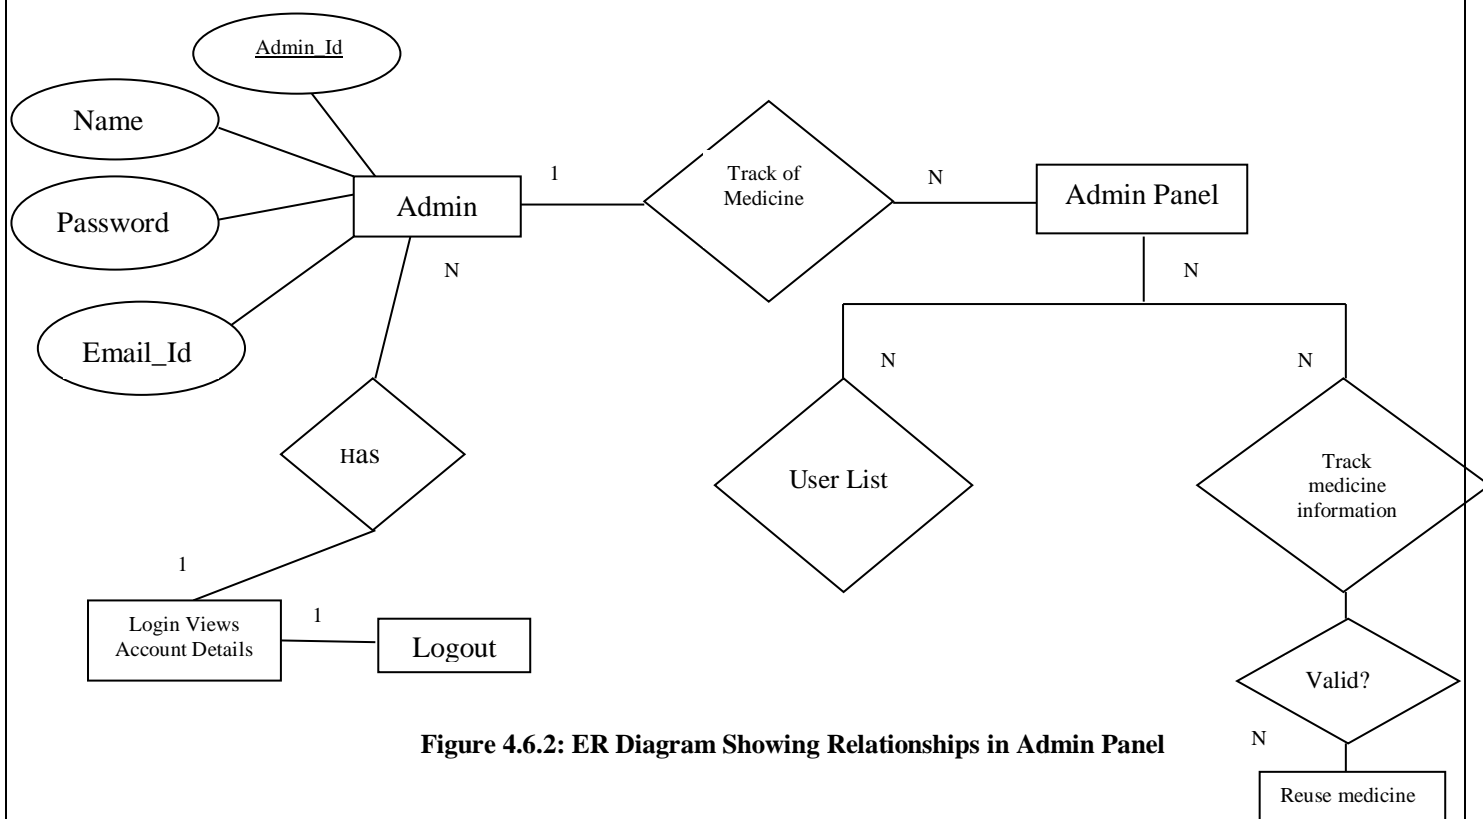 Admin_Id
Name
Password
Email_Id
Admin
1
Track of
Medicine
N
Admin Panel
N
N
N
N
Has
User List
Track
medicine
information
1
Login Views
Account Details
1
Logout
Valid?
N
Reuse medicine
Figure 4.6.2: ER Diagram Showing Relationships in Admin Panel